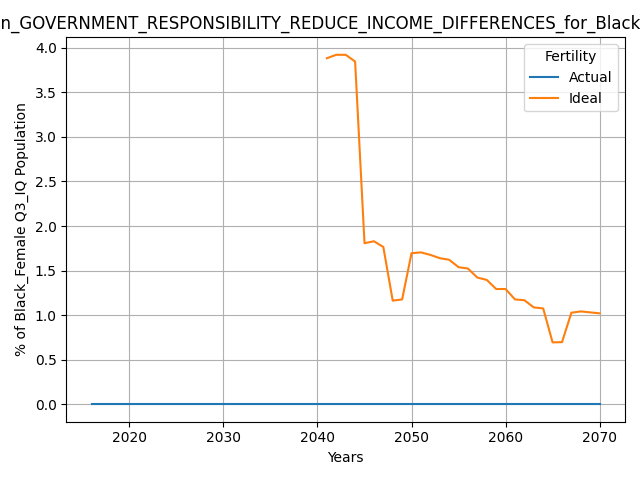 n_GOVERNMENT_RESPONSIBILITY_REDUCE_INCOME_DIFFERENCES_for_Black
Fertility
Actual
Ideal
% of Black_Female Q3_IQ Population
4.0
3.5
3.0
2.5
2.0
1.5
1.0
0.5
0.0
2020 2030 2040 2050 2060 2070
Years